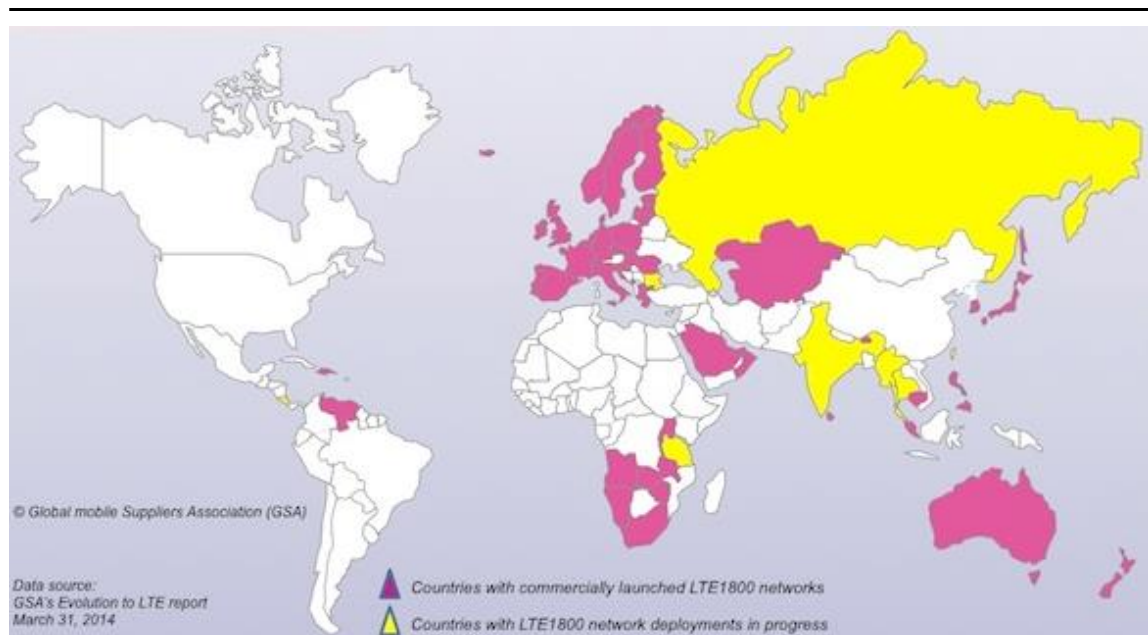 © Global mobile Suppliers Association (GSA)
Data source:
GSA's Evolution to LTE report
March 31, 2014
Countries with commercially launched LTE1800 networks
Countries with LTE1800 network deployments in progress